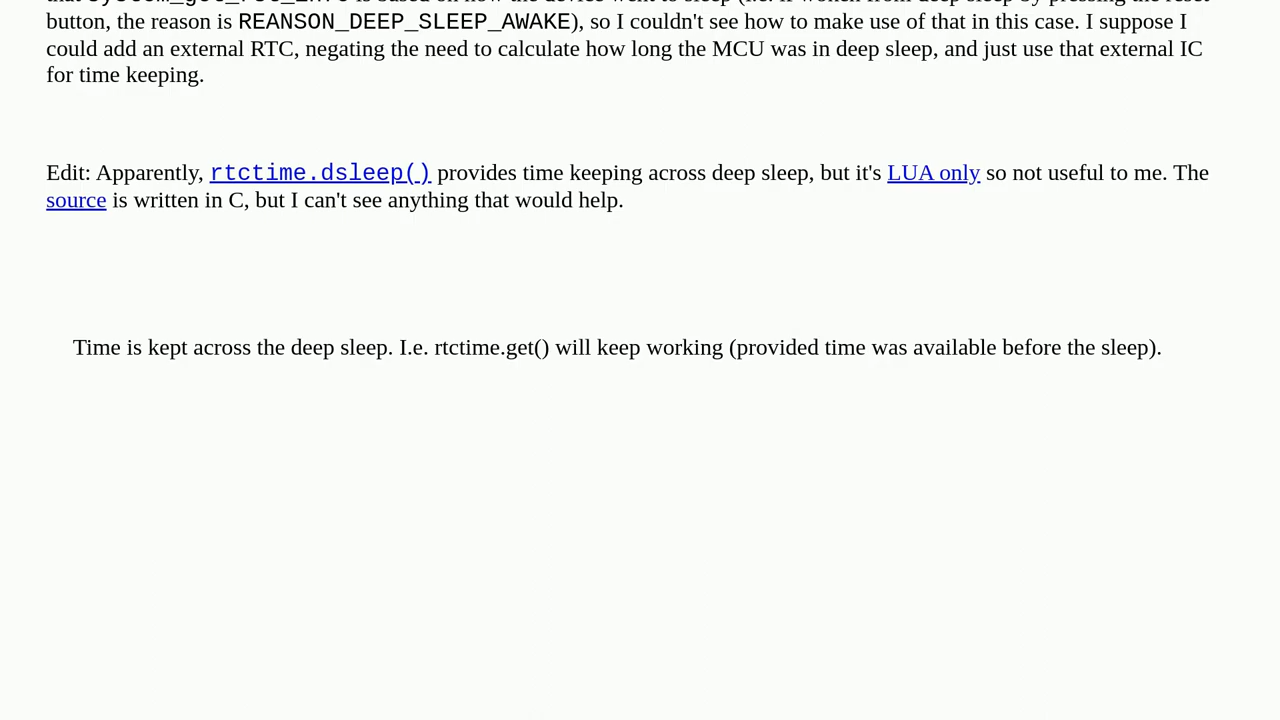 button, the reason is REANSON_DEEP_SLEEP_AWAKE), so I couldn't see how to make use of that in this case. I suppose I
could add an external RTC, negating the need to calculate how long the MCU was in deep sleep, and just use that external IC
for time keeping.
Edit: Apparently, rtctime.dsleep() provides time keeping across deep sleep, but it's LUA only so not useful to me. The
source is written in C, but I can't see anything that would help.
Time is kept across the deep sleep. I.e. rtctime.get() will keep working (provided time was available before the sleep).